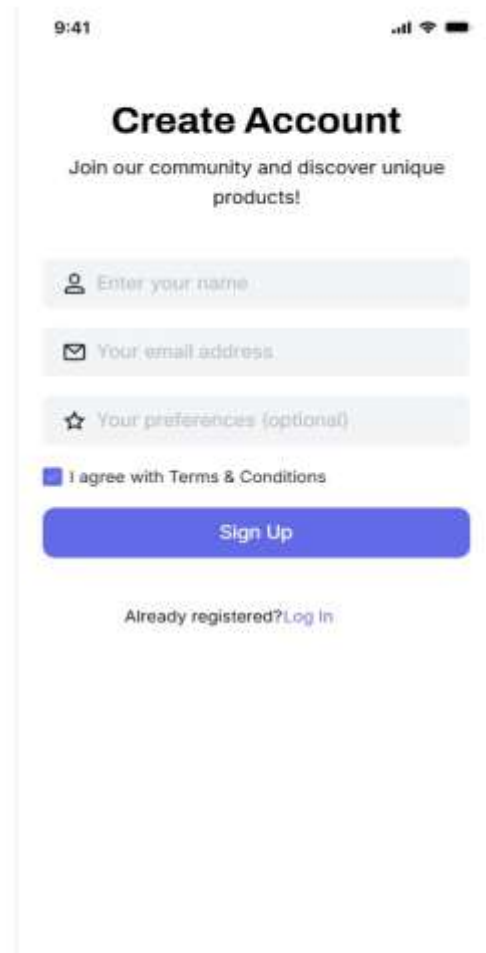 9:41
Create Account
Join our community and discover unique
products!
Enter your name
Your email address
Your preferences (optional)
I agree with Terms & Conditions
Sign Up
Already registered?Log In